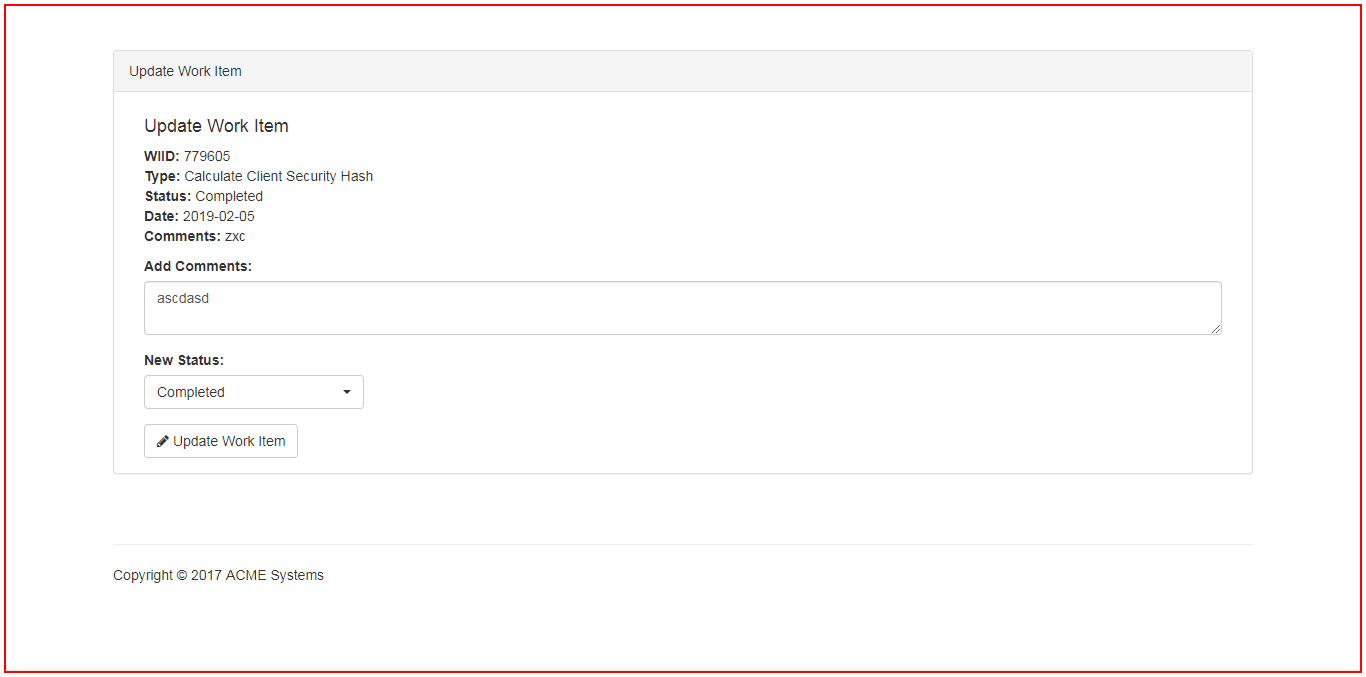 Update Work Item
Update Work Item
WIID: 779605
Type: Calculate Client Security Hash
Status: Completed
Date: 2019-02-05
Comments: zxc
Add Comments:
ascdasd
New Status:
Completed
Update Work Item
Copyright © 2017 ACME Systems